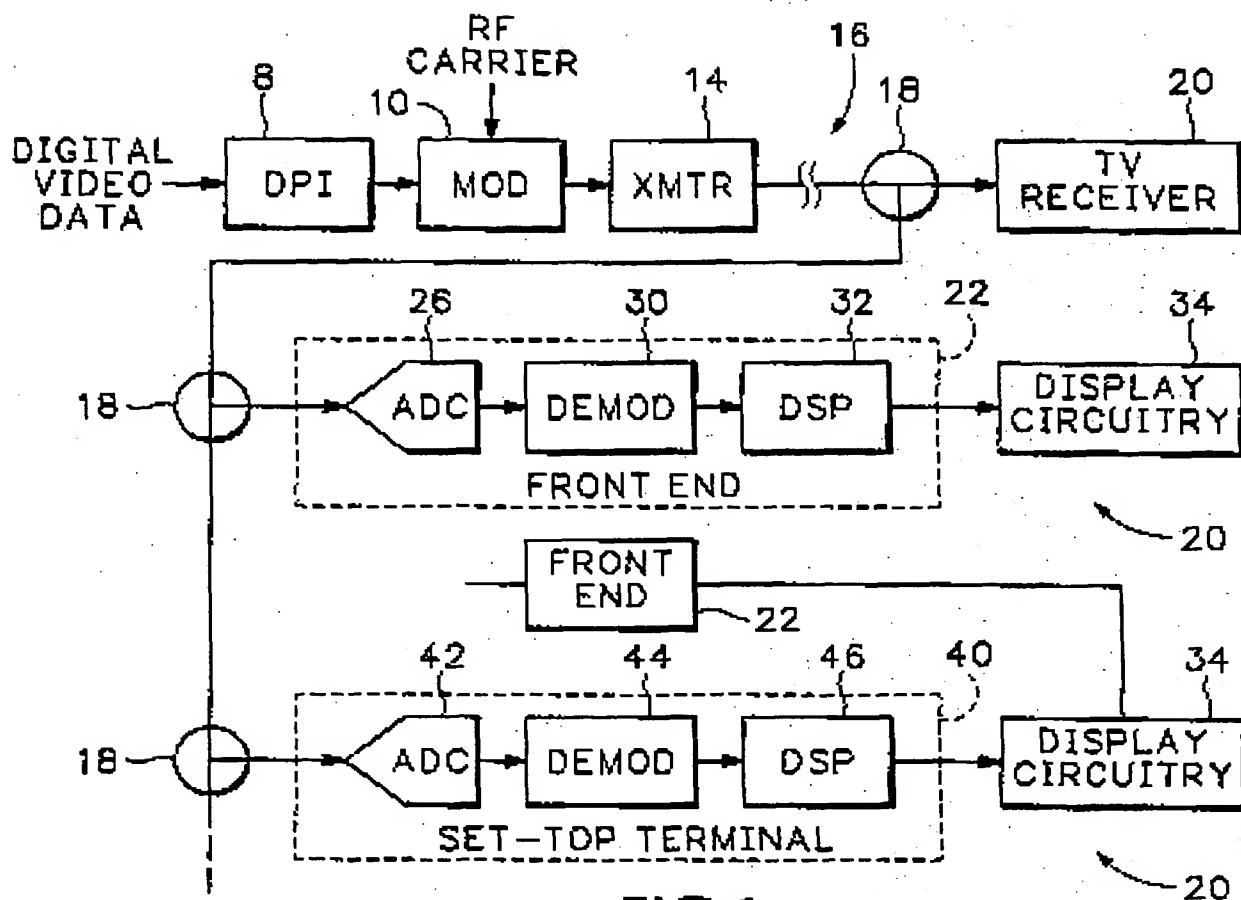 RF
CARRIER
16
8
10
14
18
20
DIGITAL
VIDEO
DATA
DPI
MOD
XMTR
TV
RECEIVER
26
30
32
22
34
18
ADC
DEMOD
DSP
DISPLAY
CIRCUITRY
FRONT END
20
FRONT
END
22
42
44
46
40
34
18
ADC
DEMOD
DSP
DISPLAY
CIRCUITRY
SET-TOP TERMINAL
20